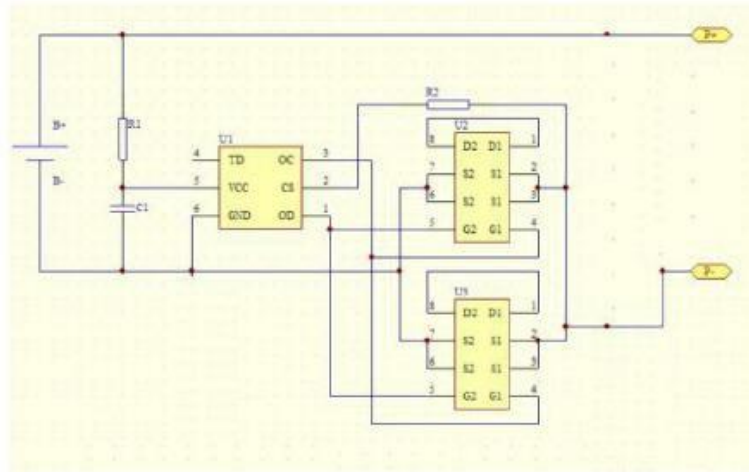 P+
R2
B+
R1
U1
U2
4 TD OC 3
5 VCC CS 2
6 GND OD 1
8 D2 D1 1
7 S2 S1 2
6 S2 S1 3
5 G2 G1 4
B-
C1
P-
U3
8 D2 D1 1
7 S2 S1 2
6 S2 S1 3
5 G2 G1 4